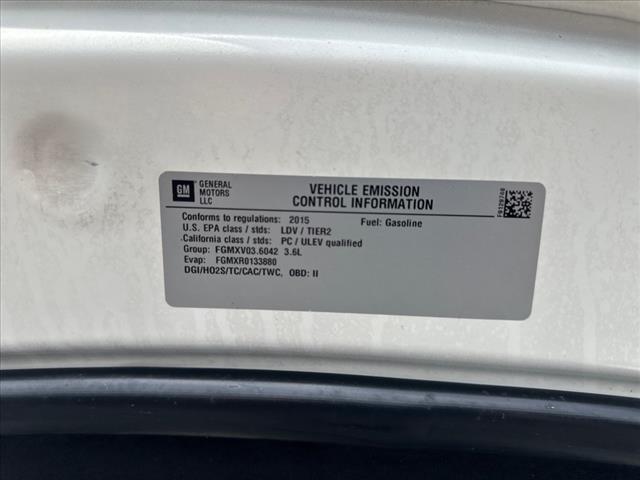 GM
GENERAL
MOTORS
LLC
VEHICLE EMISSION
CONTROL INFORMATION
Conforms to regulations: 2015 Fuel: Gasoline
U.S. EPA class / stds: LDV / TIER2
California class / stds: PC / ULEV qualified
Group: FGMXV03.6042 3.6L
Evap: FGMXR0133880
DGI/HO2S/TC/CAC/TWC, OBD: II